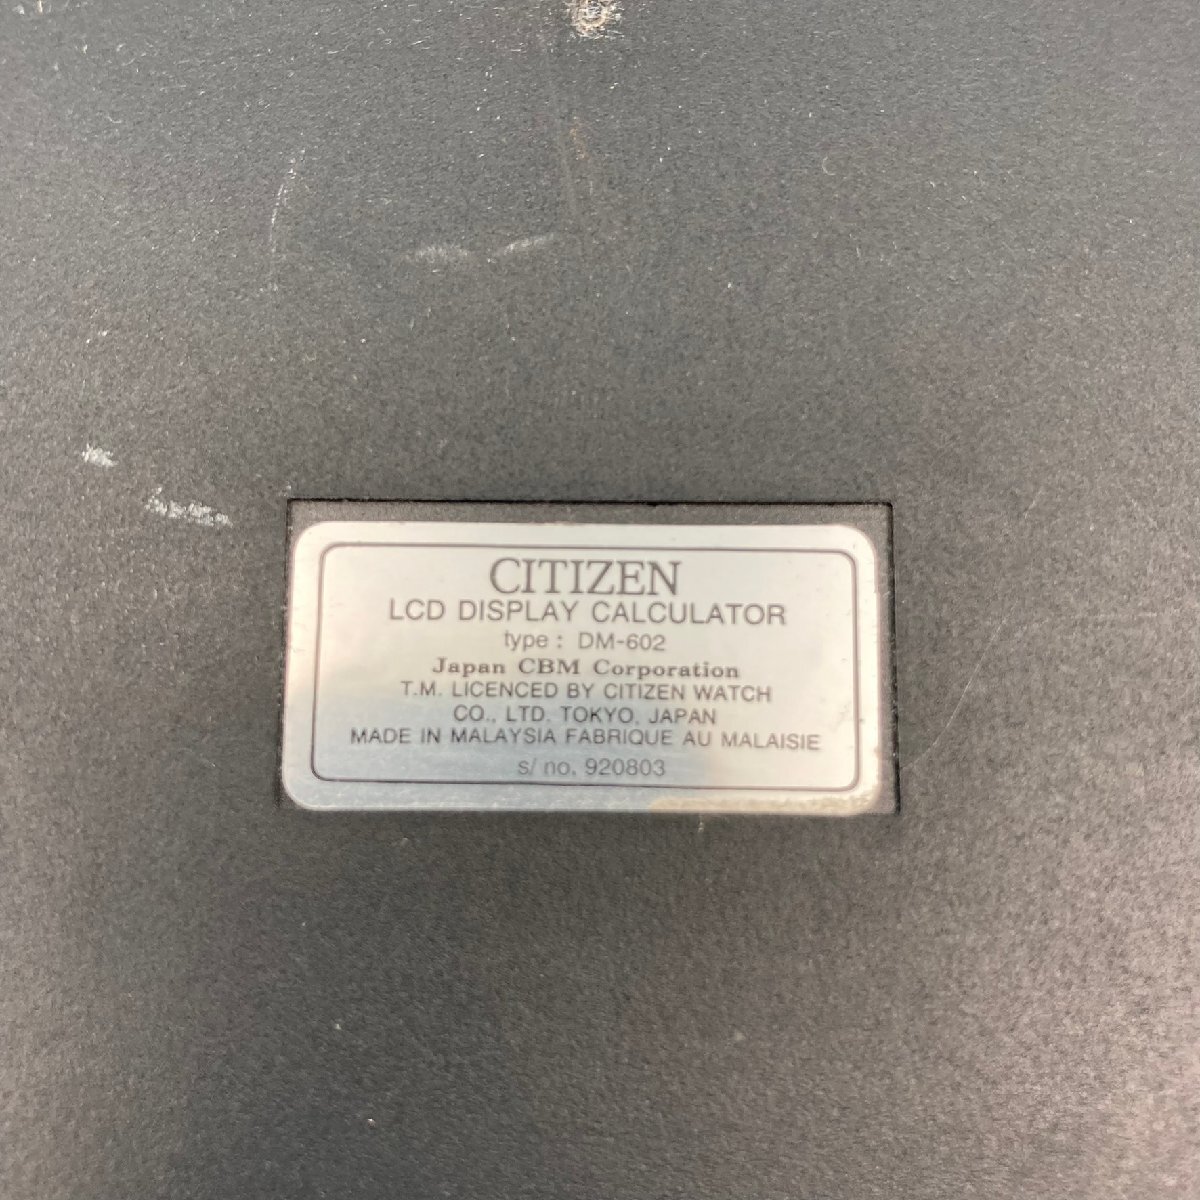 CITIZEN
LCD DISPLAY CALCULATOR
type : DM-602
Japan CBM Corporation
T.M. LICENCED BY CITIZEN WATCH
CO., LTD. TOKYO, JAPAN
MADE IN MALAYSIA FABRIQUE AU MALAISIE
s/ no. 920803